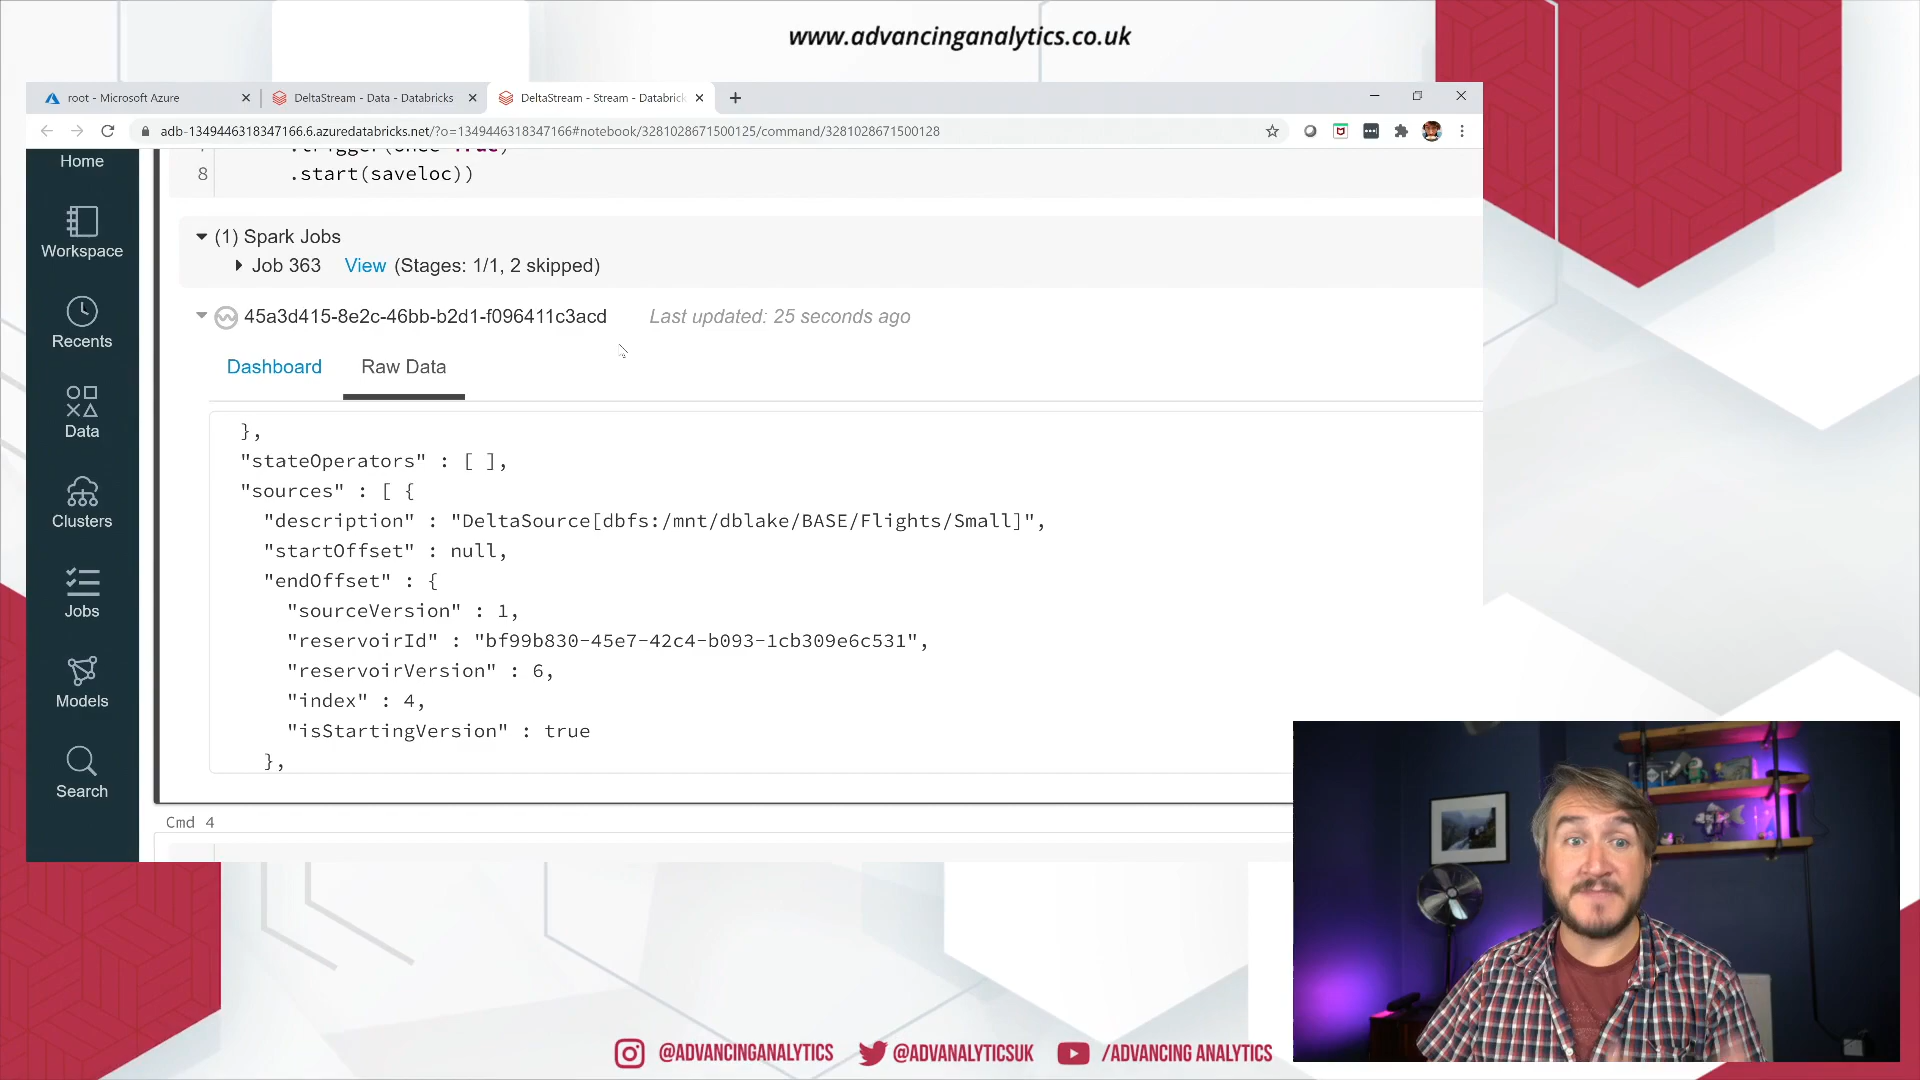 www.advancinganalytics.co.uk
root - Microsoft Azure
DeltaStream - Data - Databricks
DeltaStream - Stream - Databric
adb-1349446318347166.6.azuredatabricks.net/?o=1349446318347166#notebook/3281028671500125/command/3281028671500128
Home
Workspace
Recents
Data
Clusters
Jobs
Models
Search
8 .start(saveloc))
(1) Spark Jobs
Job 363 View (Stages: 1/1, 2 skipped)
45a3d415-8e2c-46bb-b2d1-f096411c3acd Last updated: 25 seconds ago
Dashboard Raw Data
},
"stateOperators" : [ ],
"sources" : [ {
"description" : "DeltaSource[dbfs:/mnt/dblake/BASE/Flights/Small]",
"startOffset" : null,
"endOffset" : {
"sourceVersion" : 1,
"reservoirId" : "bf99b830-45e7-42c4-b093-1cb309e6c531",
"reservoirVersion" : 6,
"index" : 4,
"isStartingVersion" : true
},
Cmd 4
@ADVANCINGANALYTICS
@ADVANALYTICSUK
/ADVANCING ANALYTICS